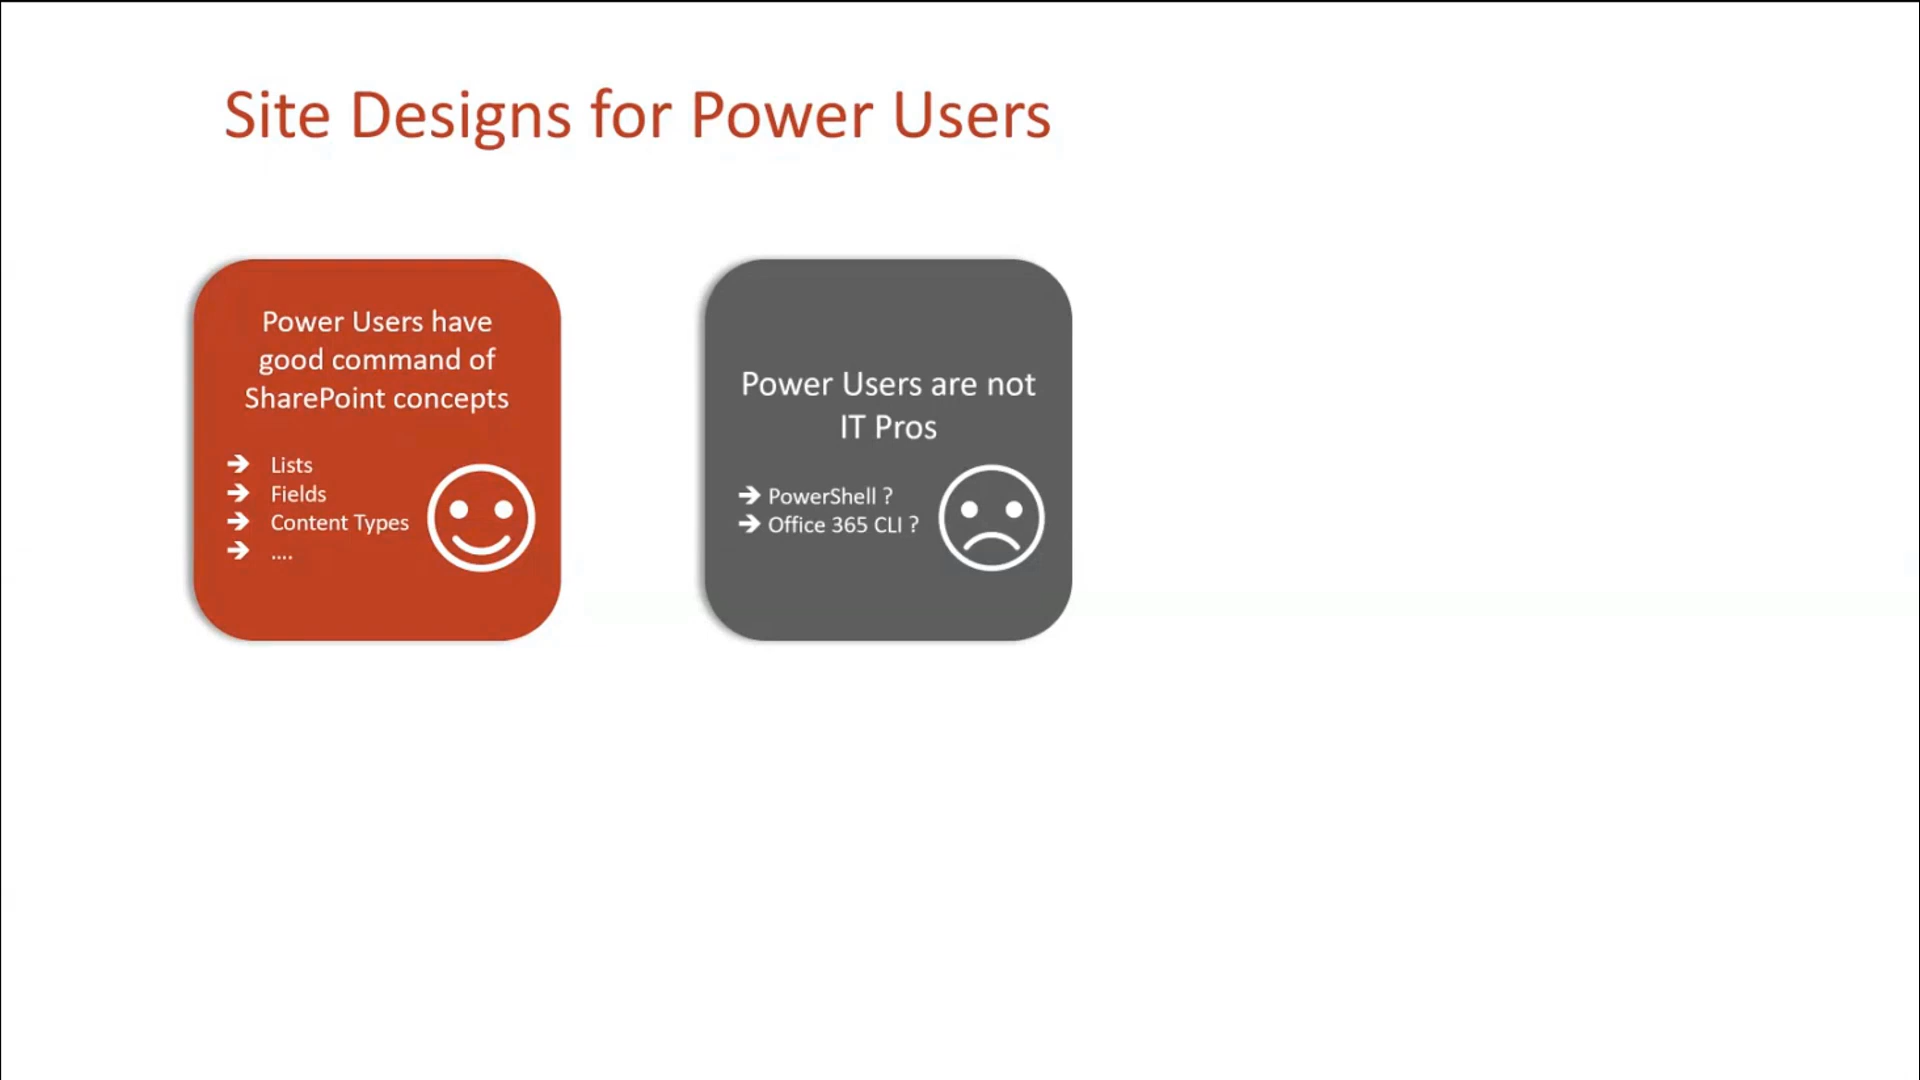 Site Designs for Power Users
Power Users have
good command of
SharePoint concepts
➔ Lists
➔ Fields
➔ Content Types
➔ ....
Power Users are not
IT Pros
➔ PowerShell ?
➔ Office 365 CLI ?